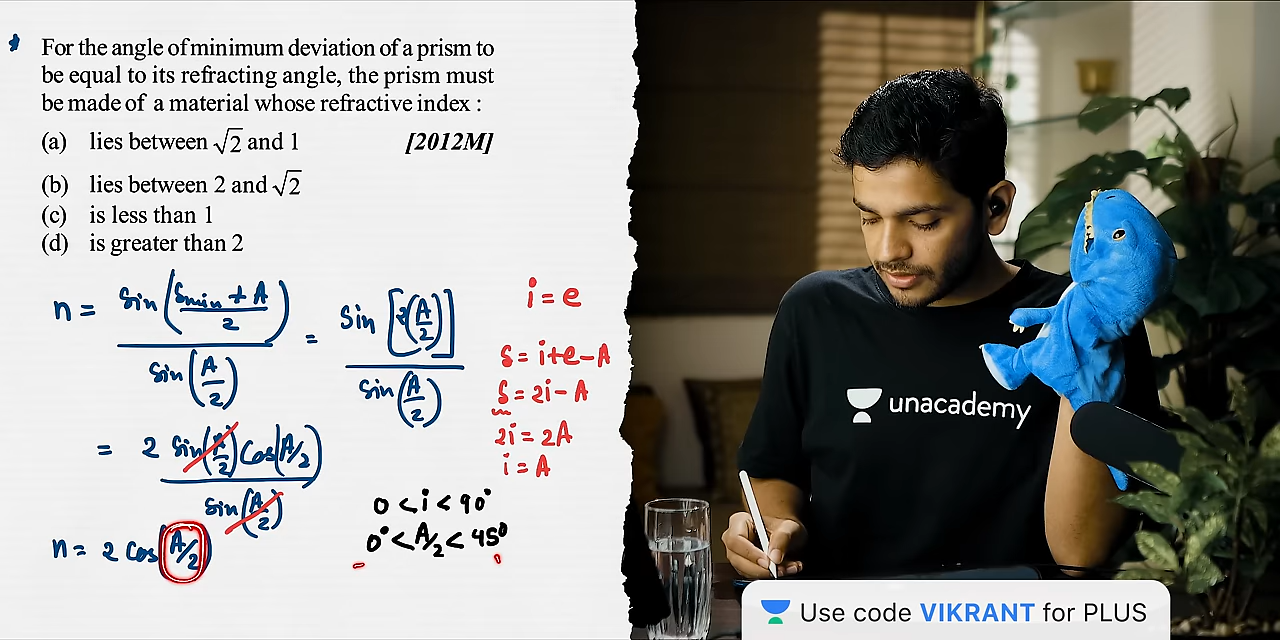 For the angle of minimum deviation of a prism to
be equal to its refracting angle, the prism must
be made of a material whose refractive index :
(a) lies between √2 and 1 [2012M]
(b) lies between 2 and √2
(c) is less than 1
(d) is greater than 2
n = sin(δmin + A / 2) / sin(A/2) = sin[2(A/2)] / sin(A/2)
= 2 sin(A/2) cos(A/2) / sin(A/2)
n = 2 cos(A/2)
i = e
δ = i+e-A
δ = 2i-A
2i = 2A
i = A
0 < i < 90°
0° < A/2 < 45°
unacademy
Use code VIKRANT for PLUS